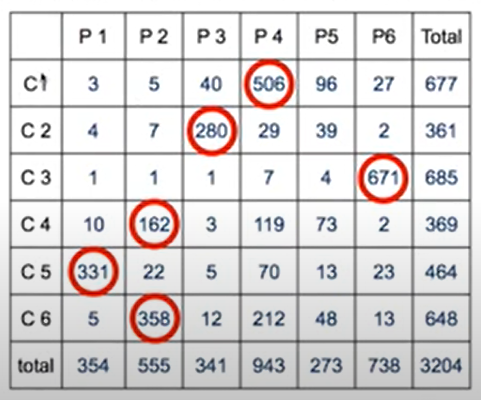 P 1 P 2 P 3 P 4 P5 P6 Total
C1 3 5 40 506 96 27 677
C 2 4 7 280 29 39 2 361
C 3 1 1 1 7 4 671 685
C 4 10 162 3 119 73 2 369
C 5 331 22 5 70 13 23 464
C 6 5 358 12 212 48 13 648
total 354 555 341 943 273 738 3204